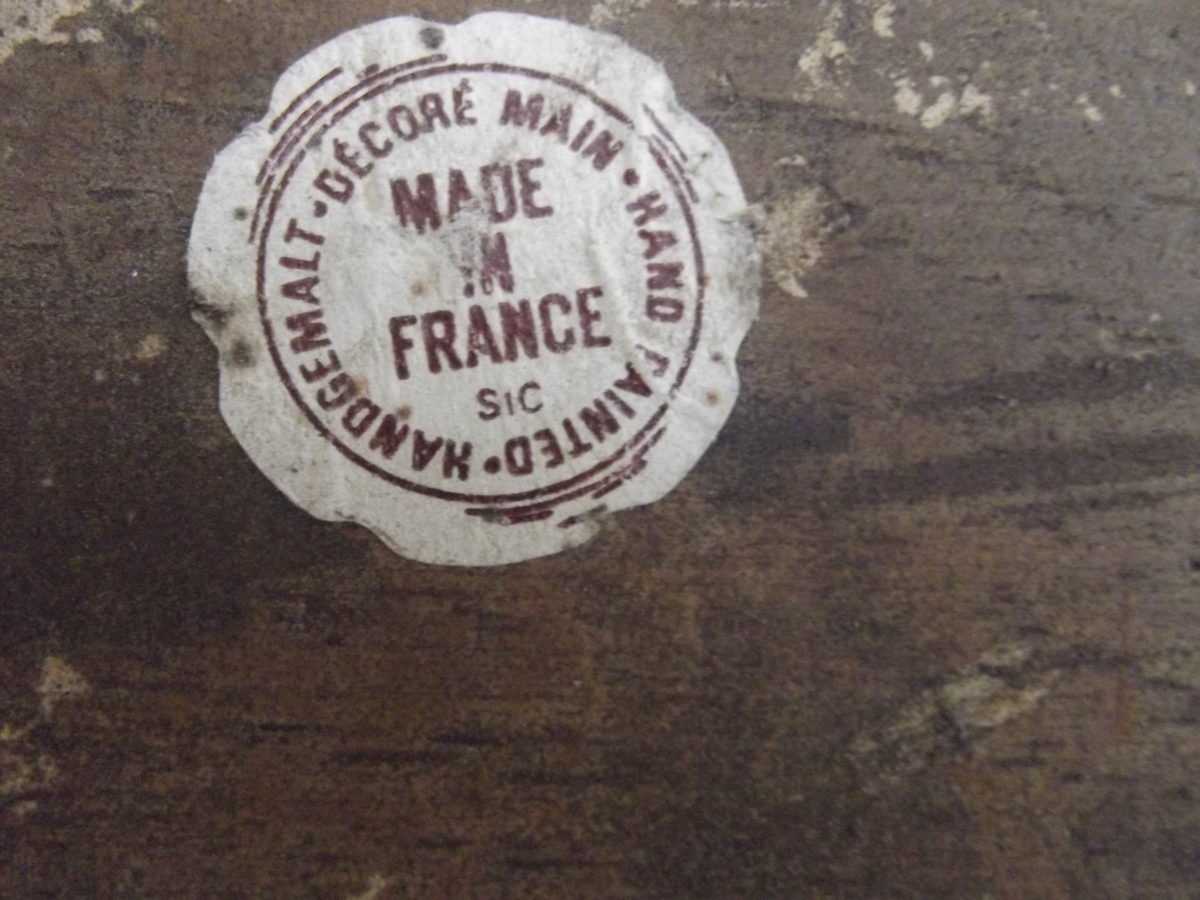 DÉCORÉ MAIN • HAND PAINTED • HANDGEMALT •
MADE
IN
FRANCE
SIC